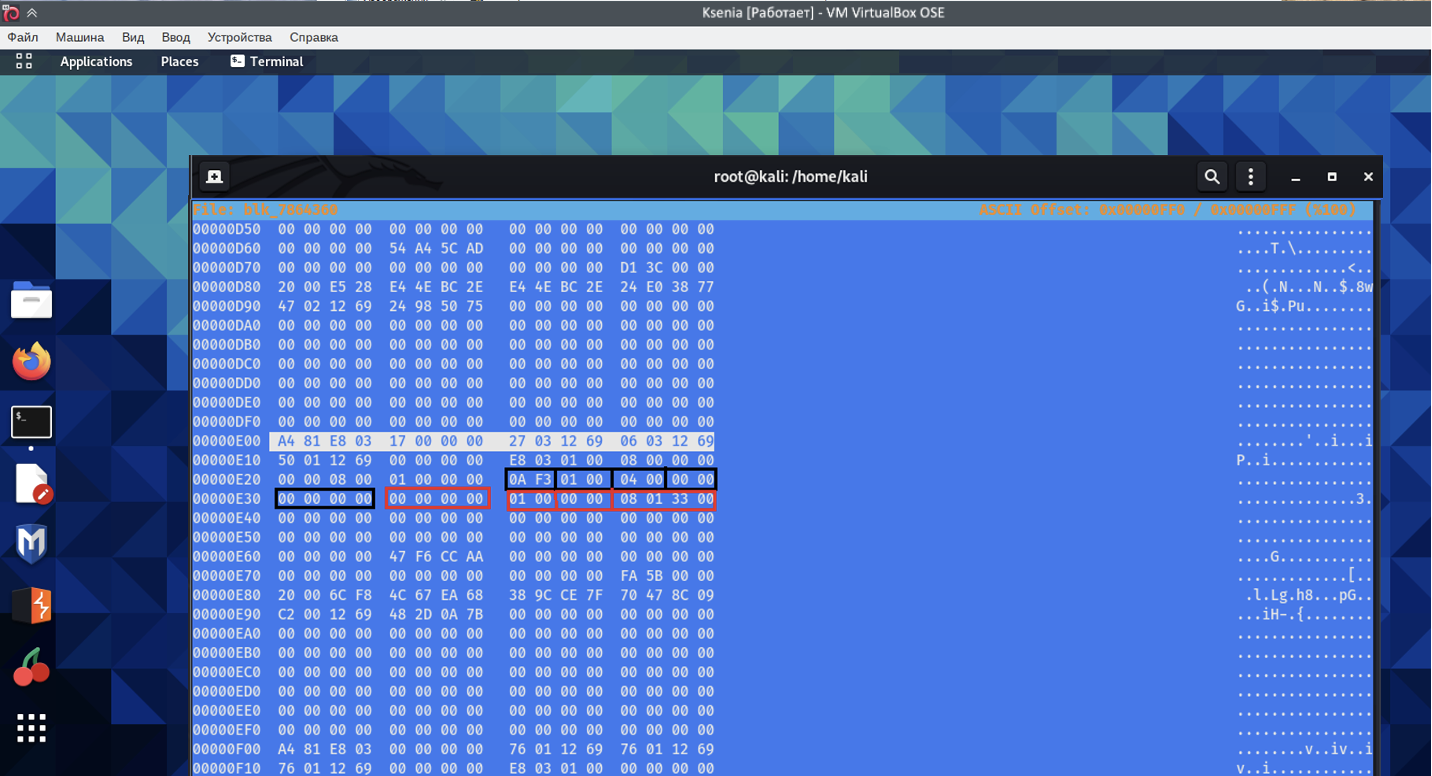 Ksenia [Работает] - VM VirtualBox OSE
Файл Машина Вид Ввод Устройства Справка
Applications Places Terminal
root@kali: /home/kali
File: blk_7864360 ASCII Offset: 0x00000FF0 / 0x00000FFF (%100)
00000D50 00 00 00 00 00 00 00 00 00 00 00 00 00 00 00 00 ................
00000D60 00 00 00 00 54 A4 5C AD 00 00 00 00 00 00 00 00 ....T.\.........
00000D70 00 00 00 00 00 00 00 00 00 00 00 00 D1 3C 00 00 .............<..
00000D80 20 00 E5 28 E4 4E BC 2E E4 4E BC 2E 24 E0 38 77  ..(.N...N..$.8w
00000D90 47 02 12 69 24 98 50 75 00 00 00 00 00 00 00 00 G..i$.Pu........
00000DA0 00 00 00 00 00 00 00 00 00 00 00 00 00 00 00 00 ................
00000DB0 00 00 00 00 00 00 00 00 00 00 00 00 00 00 00 00 ................
00000DC0 00 00 00 00 00 00 00 00 00 00 00 00 00 00 00 00 ................
00000DD0 00 00 00 00 00 00 00 00 00 00 00 00 00 00 00 00 ................
00000DE0 00 00 00 00 00 00 00 00 00 00 00 00 00 00 00 00 ................
00000DF0 00 00 00 00 00 00 00 00 00 00 00 00 00 00 00 00 ................
00000E00 A4 81 E8 03 17 00 00 00 27 03 12 69 06 03 12 69 ........'..i...i
00000E10 50 01 12 69 00 00 00 00 E8 03 01 00 08 00 00 00 P..i............
00000E20 00 00 08 00 01 00 00 00 0A F3 01 00 04 00 00 00 ................
00000E30 00 00 00 00 00 00 00 00 01 00 00 00 08 01 33 00 ..............3.
00000E40 00 00 00 00 00 00 00 00 00 00 00 00 00 00 00 00 ................
00000E50 00 00 00 00 00 00 00 00 00 00 00 00 00 00 00 00 ................
00000E60 00 00 00 00 47 F6 CC AA 00 00 00 00 00 00 00 00 ....G...........
00000E70 00 00 00 00 00 00 00 00 00 00 00 00 FA 5B 00 00 .............[..
00000E80 20 00 6C F8 4C 67 EA 68 38 9C CE 7F 70 47 8C 09  .l.Lg.h8...pG..
00000E90 C2 00 12 69 48 2D 0A 7B 00 00 00 00 00 00 00 00 ...iH-.{........
00000EA0 00 00 00 00 00 00 00 00 00 00 00 00 00 00 00 00 ................
00000EB0 00 00 00 00 00 00 00 00 00 00 00 00 00 00 00 00 ................
00000EC0 00 00 00 00 00 00 00 00 00 00 00 00 00 00 00 00 ................
00000ED0 00 00 00 00 00 00 00 00 00 00 00 00 00 00 00 00 ................
00000EE0 00 00 00 00 00 00 00 00 00 00 00 00 00 00 00 00 ................
00000EF0 00 00 00 00 00 00 00 00 00 00 00 00 00 00 00 00 ................
00000F00 A4 81 E8 03 00 00 00 00 76 01 12 69 76 01 12 69 ........v..iv..i
00000F10 76 01 12 69 00 00 00 00 E8 03 01 00 00 00 00 00 v..i............